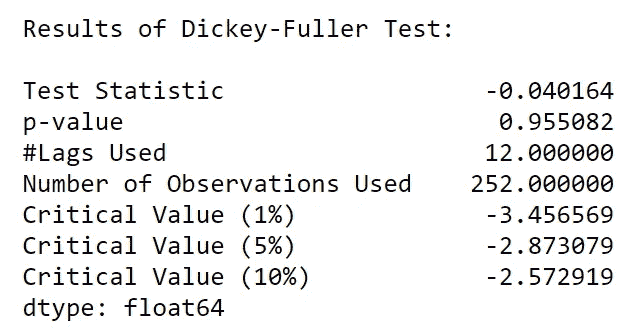 Results of Dickey-Fuller Test:
Test Statistic -0.040164
p-value 0.955082
#Lags Used 12.000000
Number of Observations Used 252.000000
Critical Value (1%) -3.456569
Critical Value (5%) -2.873079
Critical Value (10%) -2.572919
dtype: float64